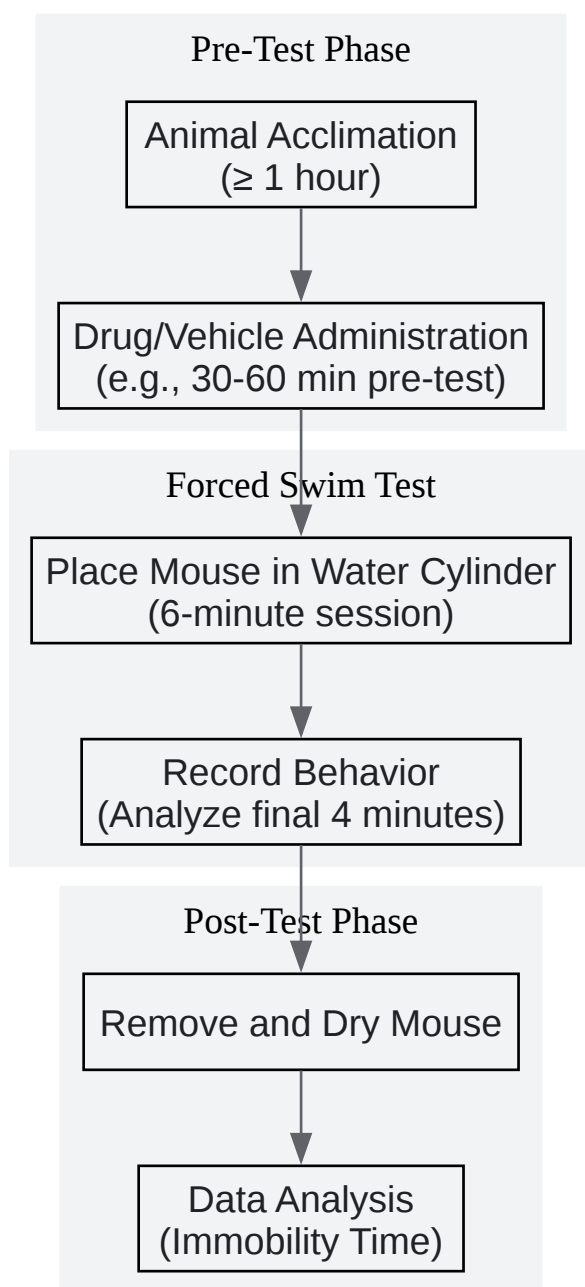 Pre-Test Phase
Animal Acclimation
(≥ 1 hour)
Drug/Vehicle Administration
(e.g., 30-60 min pre-test)
Forced Swim Test
Place Mouse in Water Cylinder
(6-minute session)
Record Behavior
(Analyze final 4 minutes)
Post-Test Phase
Remove and Dry Mouse
Data Analysis
(Immobility Time)